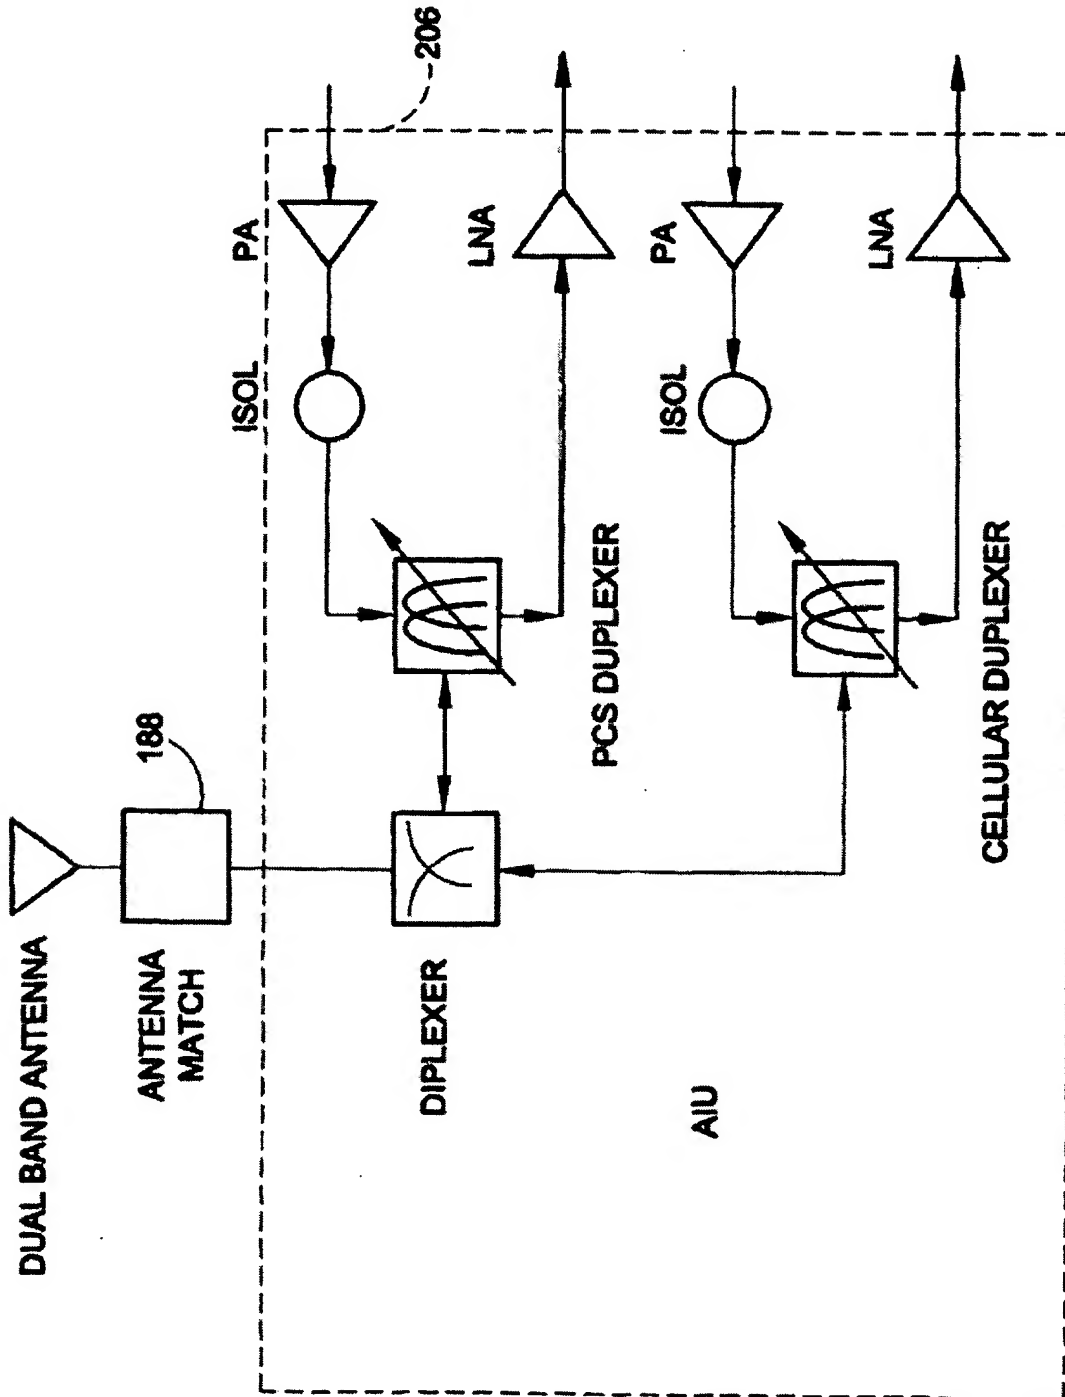 DUAL BAND ANTENNA
ANTENNA
MATCH
188
206
DIPLEXER
PCS DUPLEXER
ISOL
PA
LNA
CELLULAR DUPLEXER
ISOL
PA
LNA
AIU